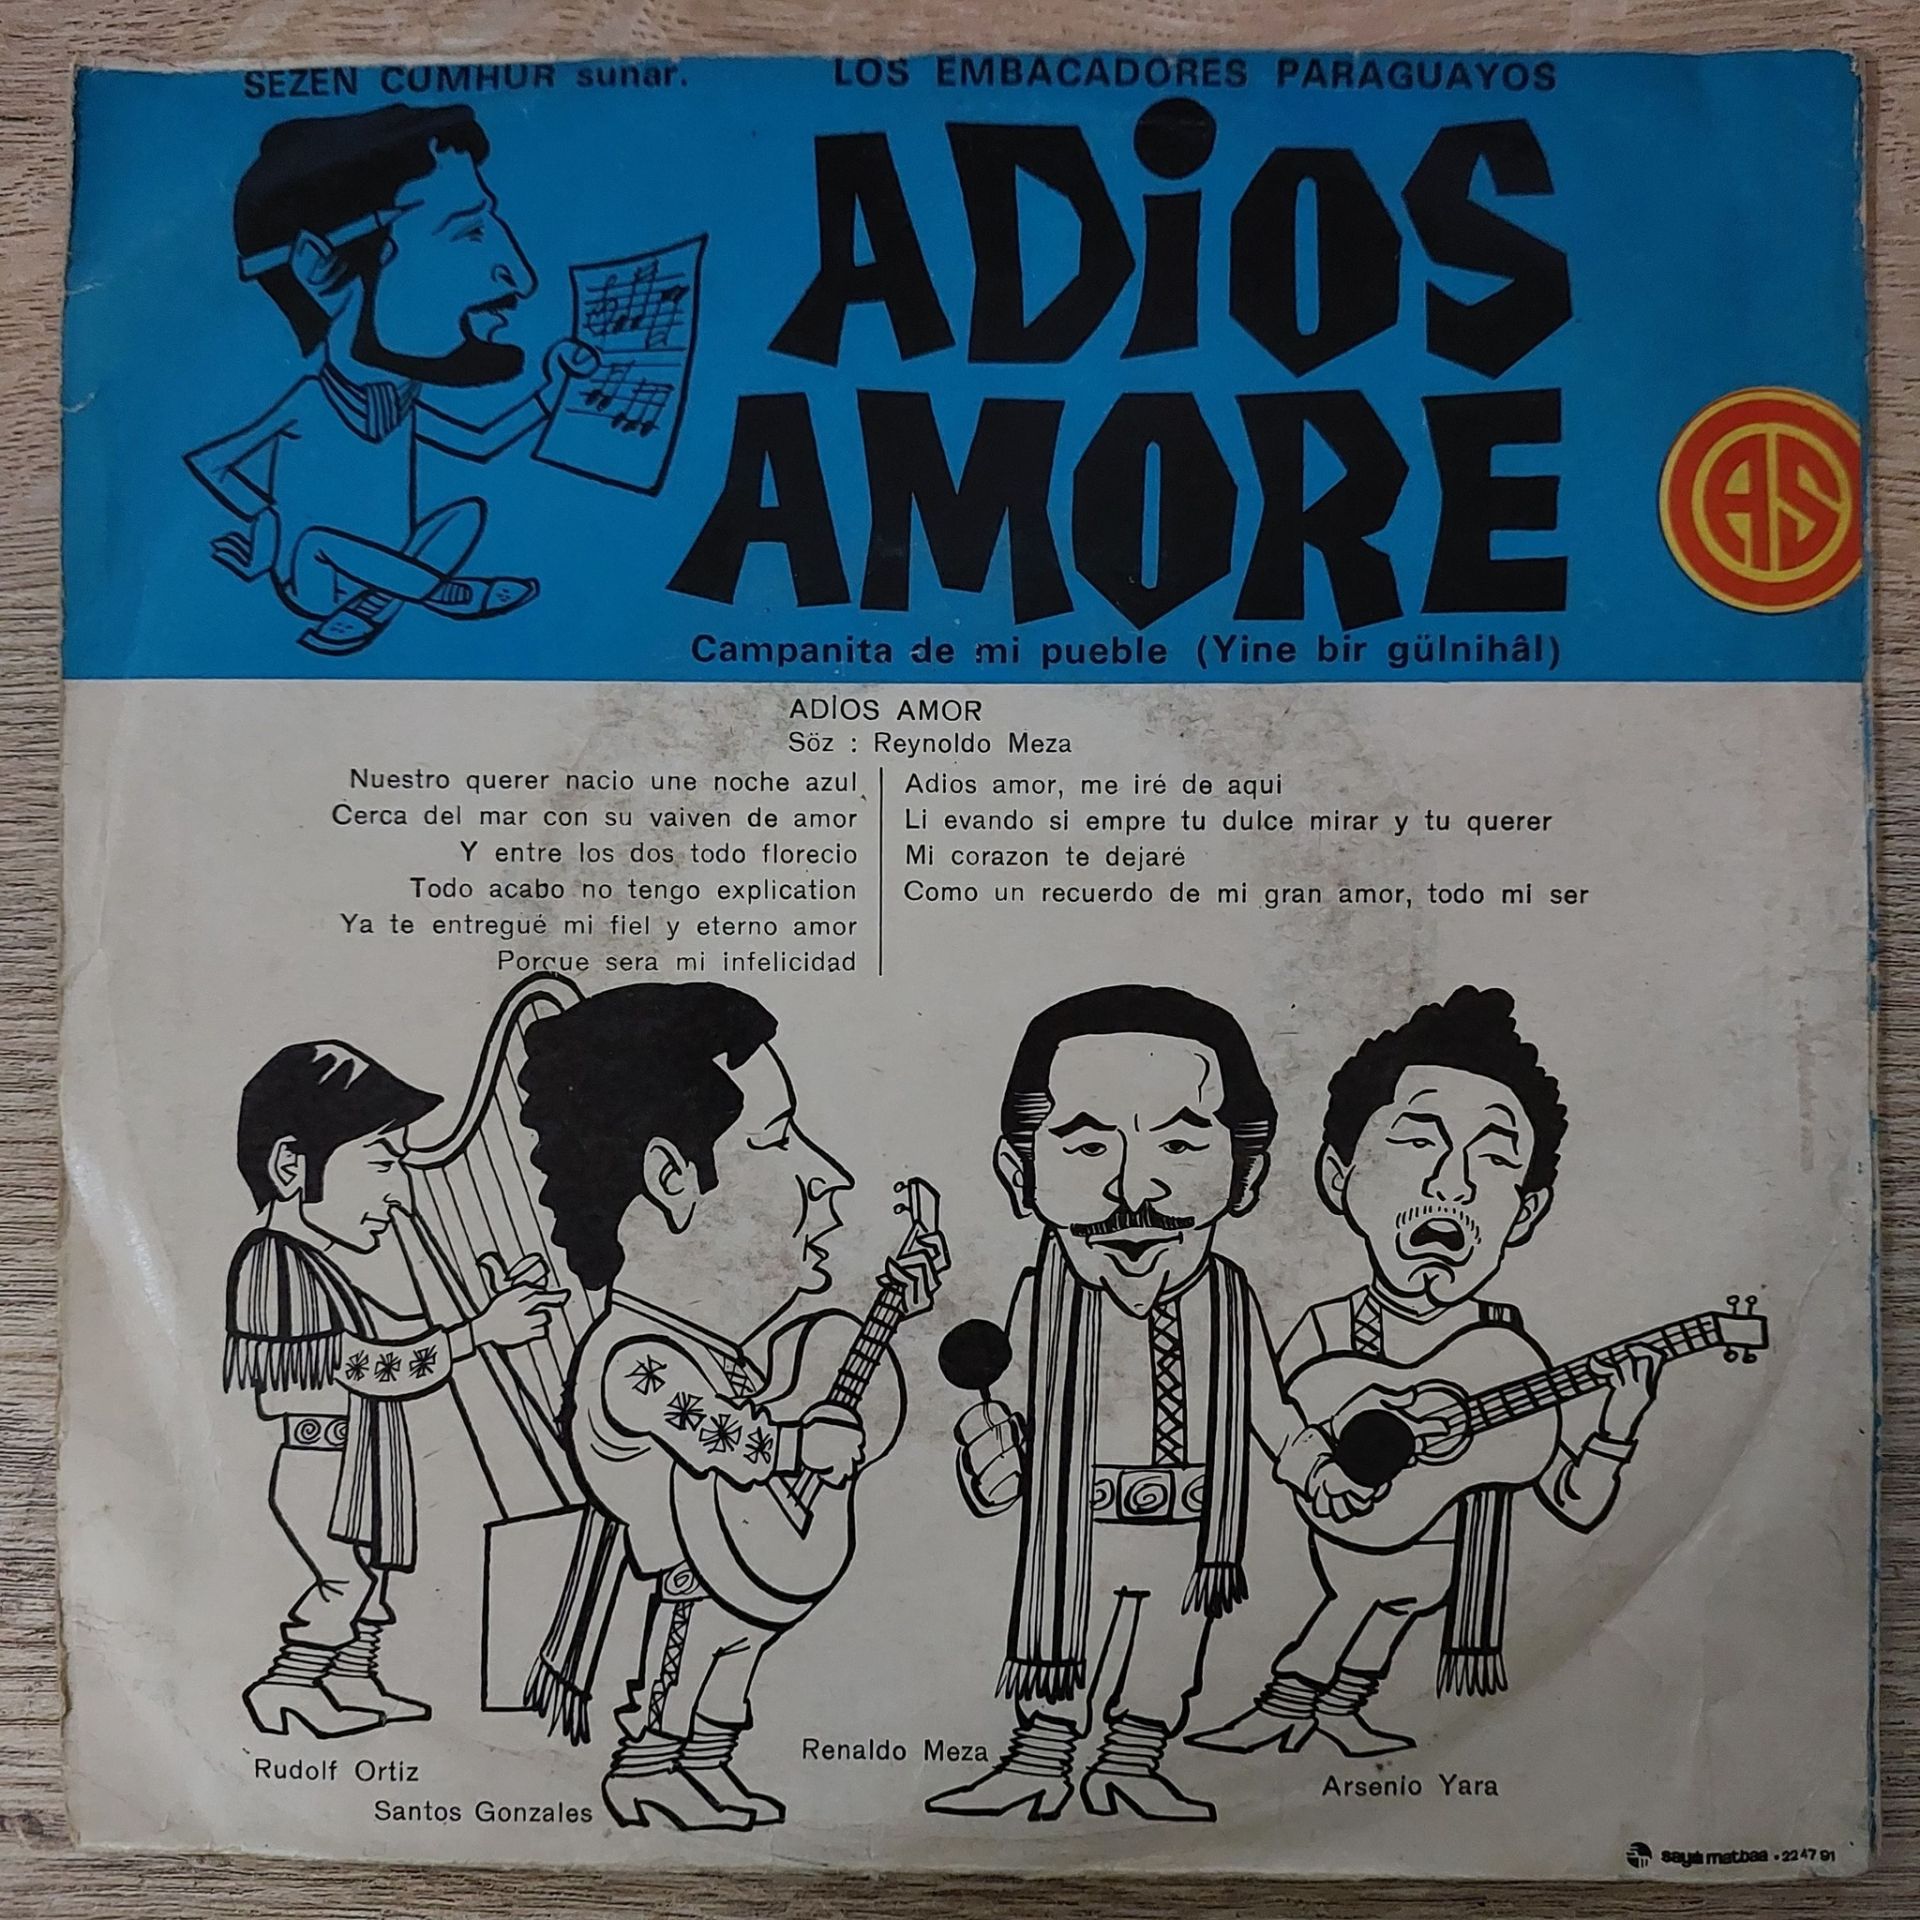 SEZEN CUMHUR sunar.
LOS EMBACADORES PARAGUAYOS
ADiOS
AMORE
AS
Campanita de mi pueble (Yine bir gülnihâl)
ADİOS AMOR
Söz : Reynoldo Meza
Nuestro querer nacio une noche azul
Cerca del mar con su vaiven de amor
Y entre los dos todo florecio
Todo acabo no tengo explication
Ya te entregué mi fiel y eterno amor
Porque sera mi infelicidad
Adios amor, me iré de aqui
Li evando si empre tu dulce mirar y tu querer
Mi corazon te dejaré
Como un recuerdo de mi gran amor, todo mi ser
Rudolf Ortiz
Santos Gonzales
Renaldo Meza
Arsenio Yara
saydı matbaa • 22 47 91